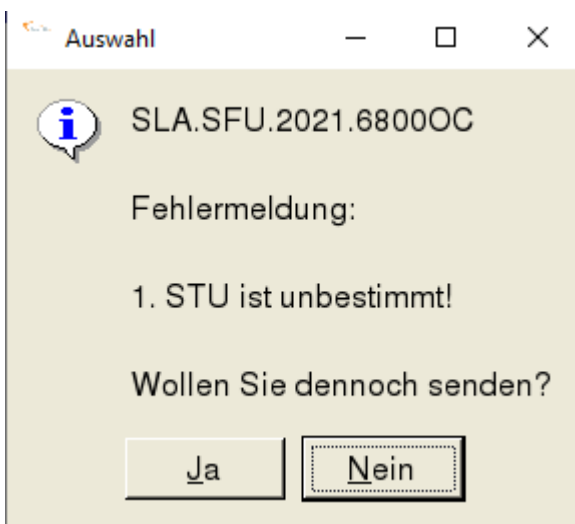 Auswahl
SLA.SFU.2021.6800OC
Fehlermeldung:
1. STU ist unbestimmt!
Wollen Sie dennoch senden?
Ja
Nein